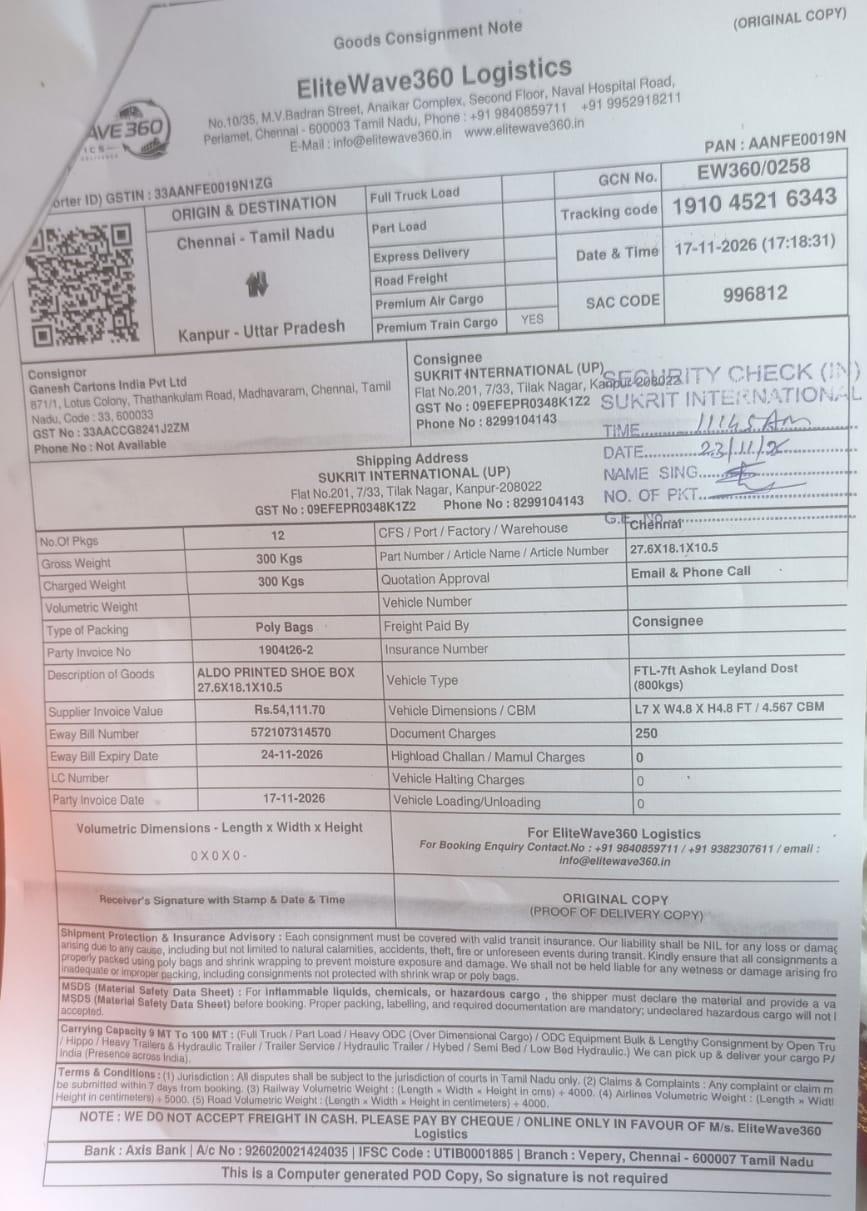 (ORIGINAL COPY)
Goods Consignment Note
EliteWave360 Logistics
No.10/35, M.V.Badran Street, Anaikar Complex, Second Floor, Naval Hospital Road,
Periamet, Chennai - 600003 Tamil Nadu, Phone : +91 9840859711 +91 9952918211
E-Mail : info@elitewave360.in www.elitewave360.in
AVE360
PAN : AANFE0019N
orter ID) GSTIN : 33AANFE0019N1ZG
ORIGIN & DESTINATION
Chennai - Tamil Nadu
Kanpur - Uttar Pradesh
Full Truck Load
Part Load
Express Delivery
Road Freight
Premium Air Cargo
Premium Train Cargo YES
GCN No. EW360/0258
Tracking code 1910 4521 6343
Date & Time 17-11-2026 (17:18:31)
SAC CODE 996812
Consignor
Ganesh Cartons India Pvt Ltd
871/1, Lotus Colony, Thathankulam Road, Madhavaram, Chennai, Tamil
Nadu, Code : 33, 600033
GST No : 33AACCG8241J2ZM
Phone No : Not Available
Consignee
SUKRIT INTERNATIONAL (UP)
Flat No.201, 7/33, Tilak Nagar, Kanpur 208022
GST No : 09EFEPR0348K1Z2
Phone No : 8299104143
SECURITY CHECK (IN)
SUKRIT INTERNATIONAL
TIME 11:45 Am
DATE 23/11/26
NAME SING
NO. OF PKT
Shipping Address
SUKRIT INTERNATIONAL (UP)
Flat No.201, 7/33, Tilak Nagar, Kanpur-208022
GST No : 09EFEPR0348K1Z2 Phone No : 8299104143
No.Of Pkgs 12 CFS / Port / Factory / Warehouse Chennai
Gross Weight 300 Kgs Part Number / Article Name / Article Number 27.6X18.1X10.5
Charged Weight 300 Kgs Quotation Approval Email & Phone Call
Volumetric Weight Vehicle Number
Type of Packing Poly Bags Freight Paid By Consignee
Party Invoice No 1904t26-2 Insurance Number
Description of Goods ALDO PRINTED SHOE BOX 27.6X18.1X10.5 Vehicle Type FTL-7ft Ashok Leyland Dost (800kgs)
Supplier Invoice Value Rs.54,111.70 Vehicle Dimensions / CBM L7 X W4.8 X H4.8 FT / 4.567 CBM
Eway Bill Number 572107314570 Document Charges 250
Eway Bill Expiry Date 24-11-2026 Highload Challan / Mamul Charges 0
LC Number Vehicle Halting Charges 0
Party Invoice Date 17-11-2026 Vehicle Loading/Unloading 0
Volumetric Dimensions - Length x Width x Height
0 X 0 X 0 -
For EliteWave360 Logistics
For Booking Enquiry Contact.No : +91 9840859711 / +91 9382307611 / email :
info@elitewave360.in
Receiver's Signature with Stamp & Date & Time
ORIGINAL COPY
(PROOF OF DELIVERY COPY)
Shipment Protection & Insurance Advisory : Each consignment must be covered with valid transit insurance. Our liability shall be NIL for any loss or damag
arising due to any cause, including but not limited to natural calamities, accidents, theft, fire or unforeseen events during transit. Kindly ensure that all consignments a
properly packed using poly bags and shrink wrapping to prevent moisture exposure and damage. We shall not be held liable for any wetness or damage arising fro
inadequate or improper packing, including consignments not protected with shrink wrap or poly bags.
MSDS (Material Safety Data Sheet) : For inflammable liquids, chemicals, or hazardous cargo , the shipper must declare the material and provide a va
MSDS (Material Safety Data Sheet) before booking. Proper packing, labelling, and required documentation are mandatory; undeclared hazardous cargo will not l
accepted.
Carrying Capacity 9 MT To 100 MT : (Full Truck / Part Load / Heavy ODC (Over Dimensional Cargo) / ODC Equipment Bulk & Lengthy Consignment by Open Tru
/ Hippo / Heavy Trailers & Hydraulic Trailer / Trailer Service / Hydraulic Trailer / Hybed / Semi Bed / Low Bed Hydraulic.) We can pick up & deliver your cargo P/
India (Presence across India).
Terms & Conditions : (1) Jurisdiction : All disputes shall be subject to the jurisdiction of courts in Tamil Nadu only. (2) Claims & Complaints : Any complaint or claim m
be submitted within 7 days from booking. (3) Railway Volumetric Weight : (Length × Width × Height in cms) ÷ 4000. (4) Airlines Volumetric Weight : (Length × Widt
Height in centimeters) ÷ 5000. (5) Road Volumetric Weight : (Length × Width × Height in centimeters) ÷ 4000.
NOTE : WE DO NOT ACCEPT FREIGHT IN CASH. PLEASE PAY BY CHEQUE / ONLINE ONLY IN FAVOUR OF M/s. EliteWave360
Logistics
Bank : Axis Bank | A/c No : 926020021424035 | IFSC Code : UTIB0001885 | Branch : Vepery, Chennai - 600007 Tamil Nadu
This is a Computer generated POD Copy, So signature is not required